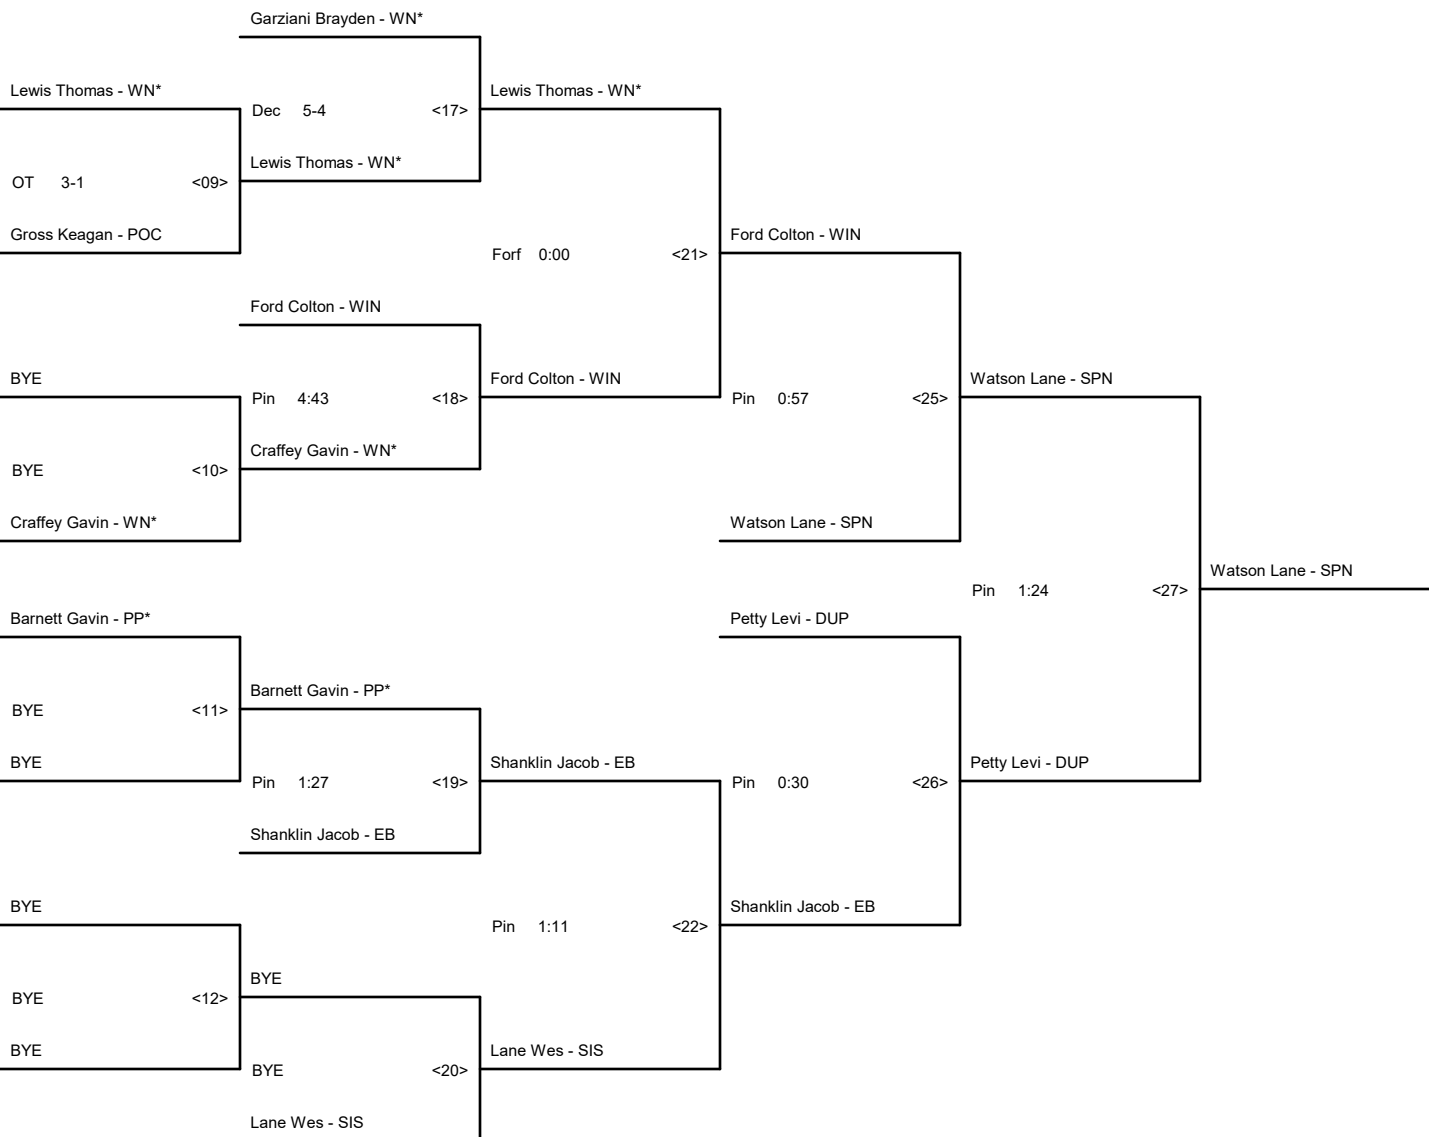 Garziani Brayden - WN*
Lewis Thomas - WN*
Lewis Thomas - WN*
Dec 5-4 <17>
Lewis Thomas - WN*
OT 3-1 <09>
Gross Keagan - POC
Ford Colton - WIN
Forf 0:00 <21>
Ford Colton - WIN
BYE
Ford Colton - WIN
Watson Lane - SPN
Pin 4:43 <18>
Pin 0:57 <25>
Craffey Gavin - WN*
BYE <10>
Craffey Gavin - WN*
Watson Lane - SPN
Watson Lane - SPN
Pin 1:24 <27>
Barnett Gavin - PP*
Petty Levi - DUP
Barnett Gavin - PP*
BYE <11>
BYE
Shanklin Jacob - EB
Petty Levi - DUP
Pin 1:27 <19>
Pin 0:30 <26>
Shanklin Jacob - EB
BYE
Shanklin Jacob - EB
Pin 1:11 <22>
BYE
BYE <12>
BYE
Lane Wes - SIS
BYE <20>
Lane Wes - SIS